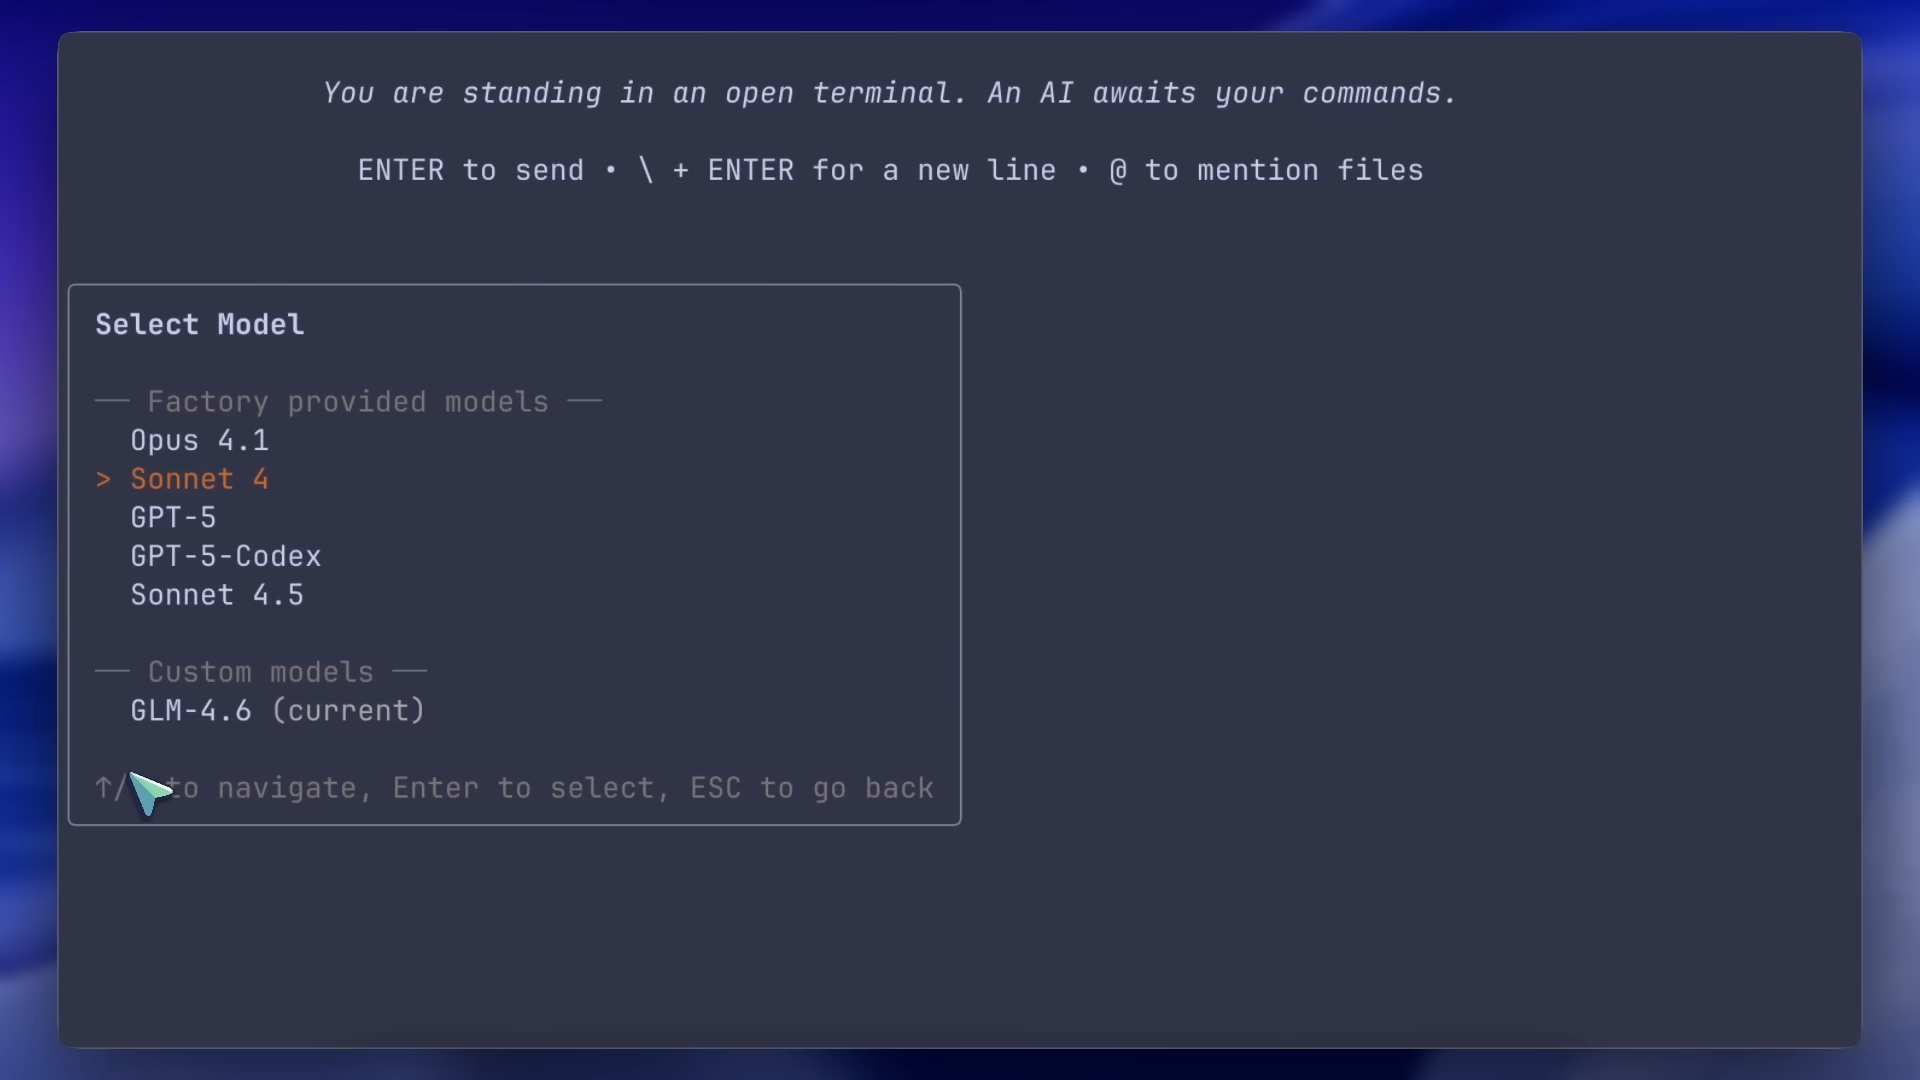 You are standing in an open terminal. An AI awaits your commands.
ENTER to send • \ + ENTER for a new line • @ to mention files
Select Model
── Factory provided models ──
Opus 4.1
> Sonnet 4
GPT-5
GPT-5-Codex
Sonnet 4.5
── Custom models ──
GLM-4.6 (current)
↑/ to navigate, Enter to select, ESC to go back